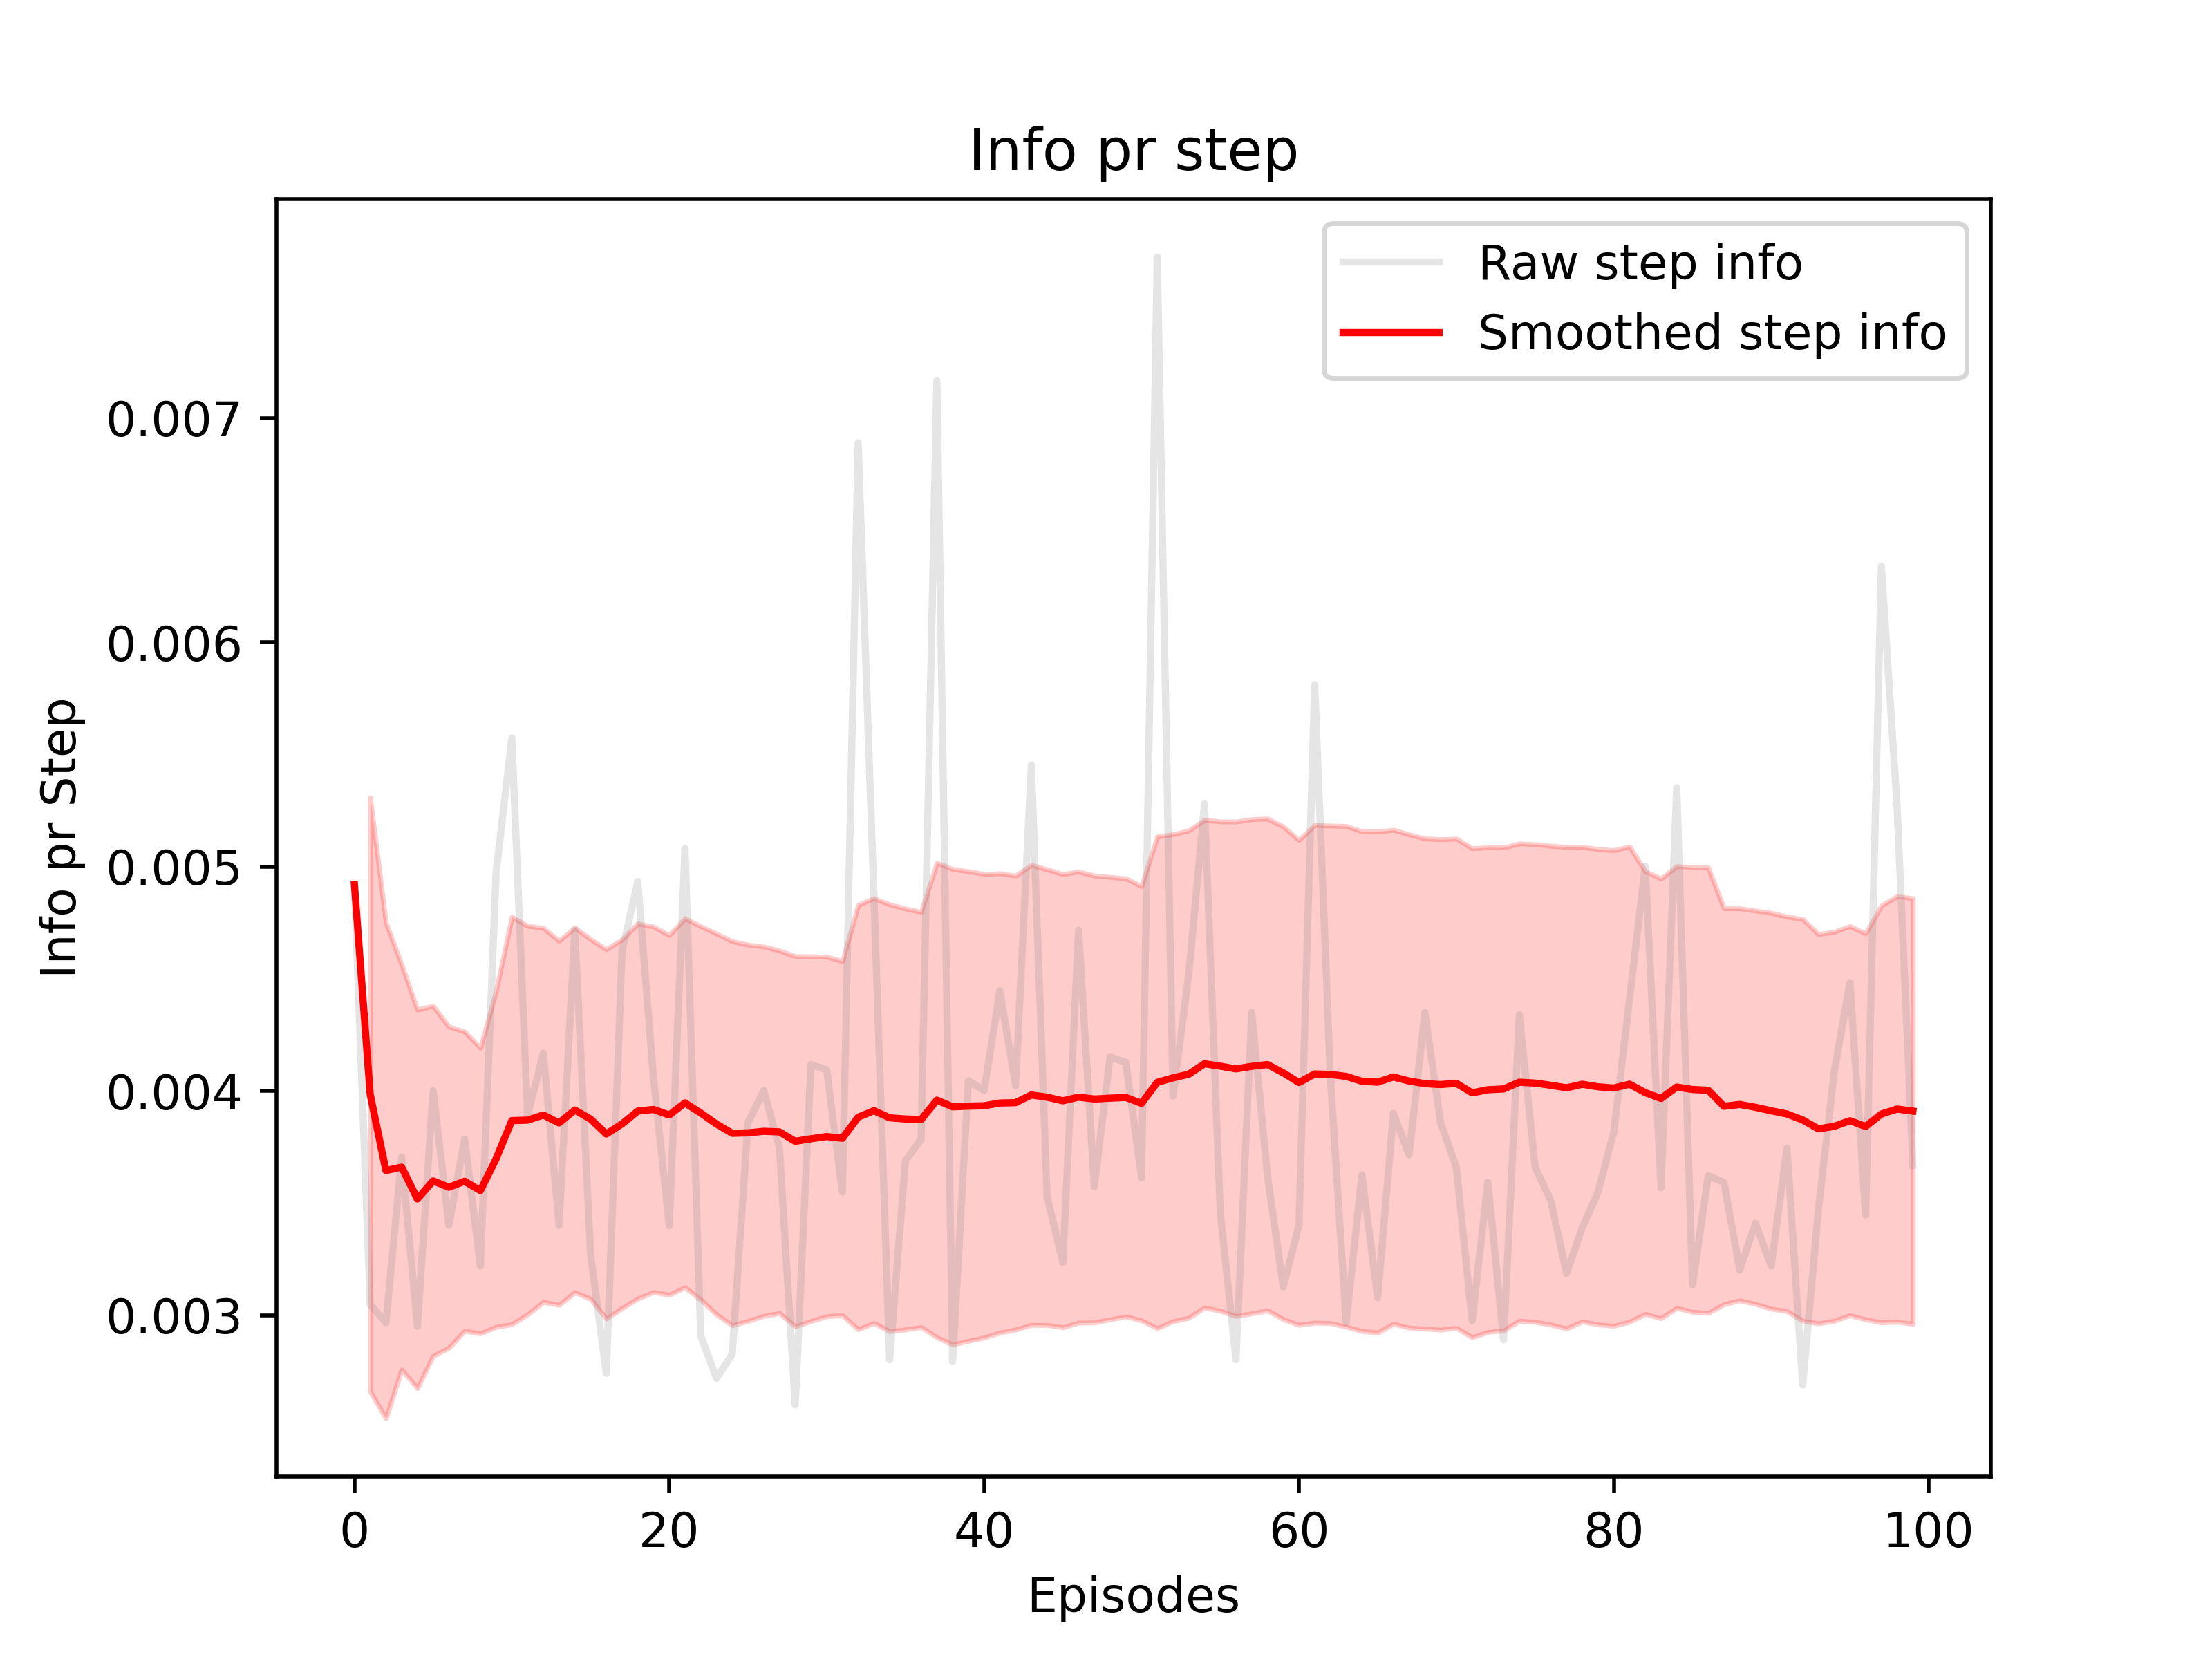 Info pr step
Raw step info
Smoothed step info
0.007
0.006
0.005
0.004
0.003
Info pr Step
0 20 40 60 80 100
Episodes